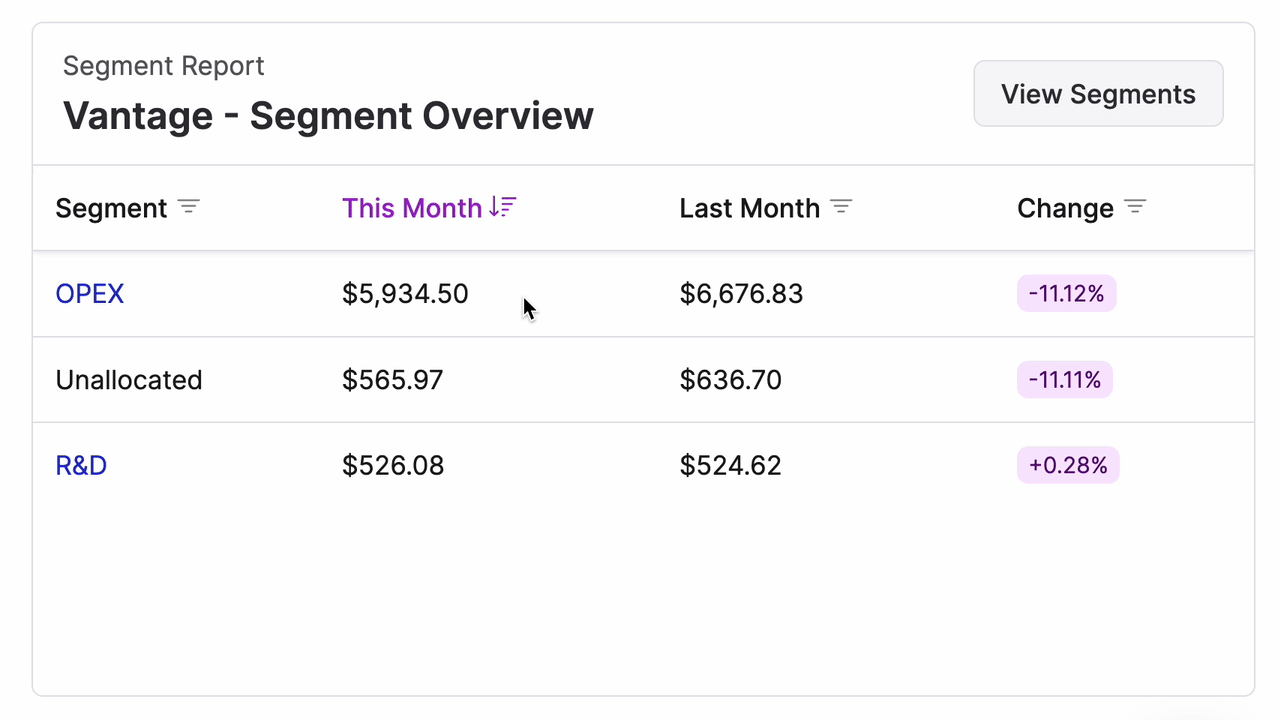 Segment Report
Vantage - Segment Overview
View Segments
Segment This Month Last Month Change
OPEX $5,934.50 $6,676.83 -11.12%
Unallocated $565.97 $636.70 -11.11%
R&D $526.08 $524.62 +0.28%